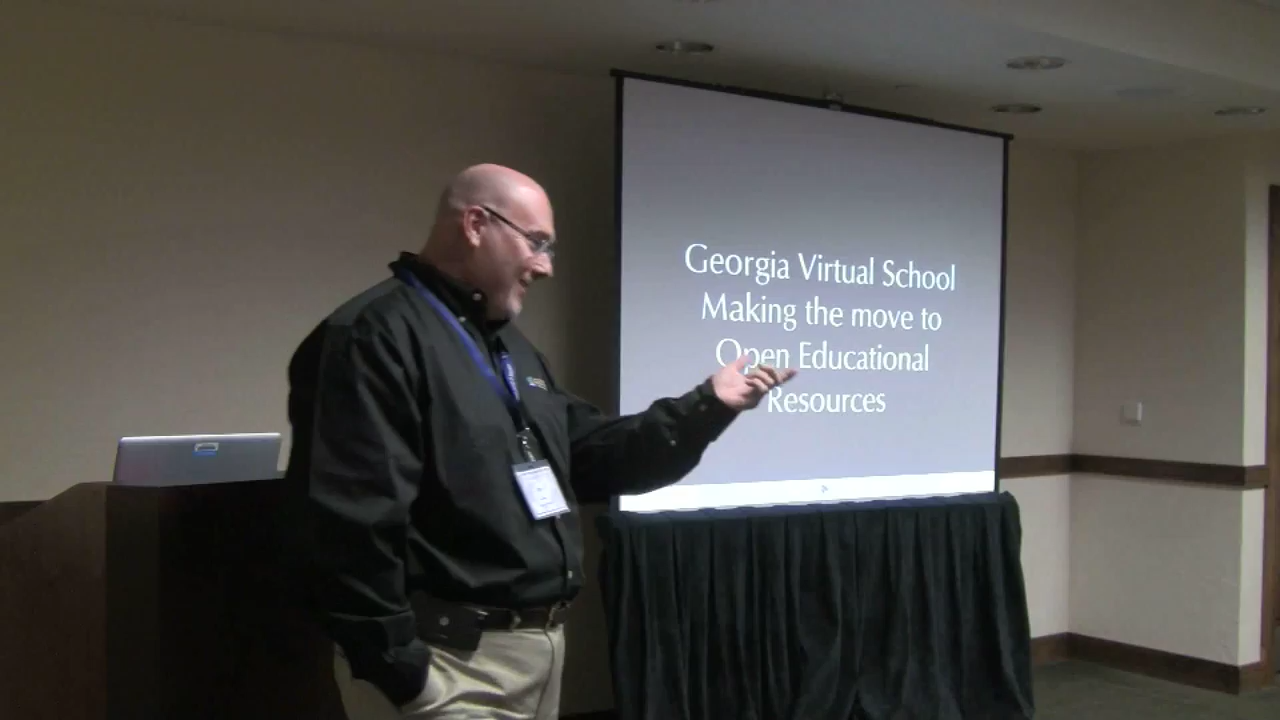 Georgia Virtual School
Making the move to
Open Educational
Resources